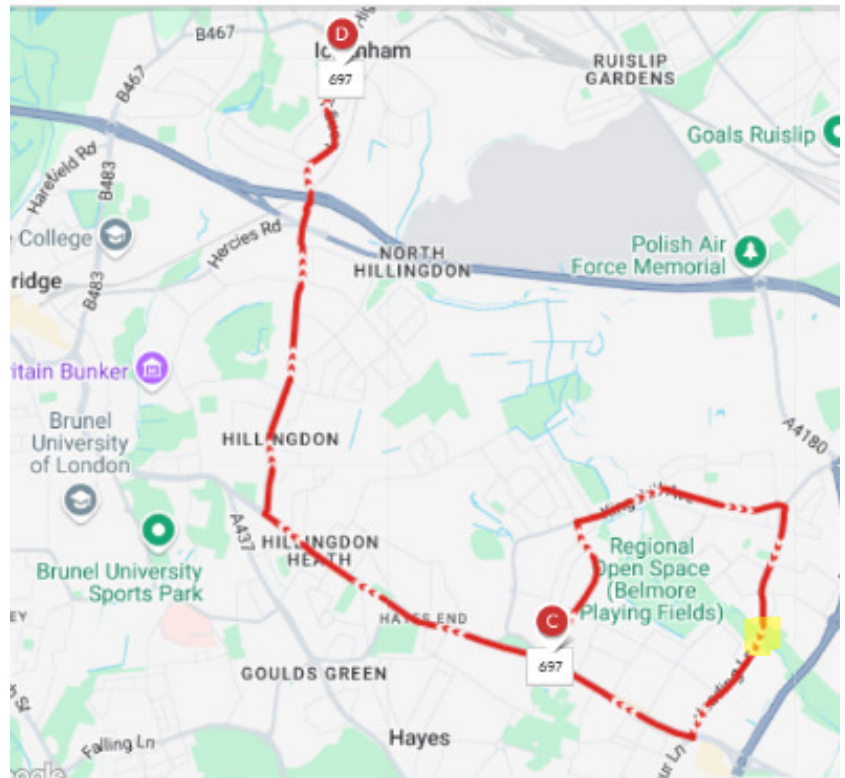 B467
D
Ickenham
697
B467
RUISLIP
GARDENS
Goals Ruislip
Harefield Rd
B483
College
Hercies Rd
NORTH
HILLINGDON
Polish Air
Force Memorial
bridge
B483
ritain Bunker
Brunel
University
of London
HILLINGDON
A4180
A437
HILLINGDON
HEATH
Brunel University
Sports Park
Regional
Open Space
(Belmore
Playing Fields)
HAYES END
C
697
GOULDS GREEN
Hayes
Falling Ln